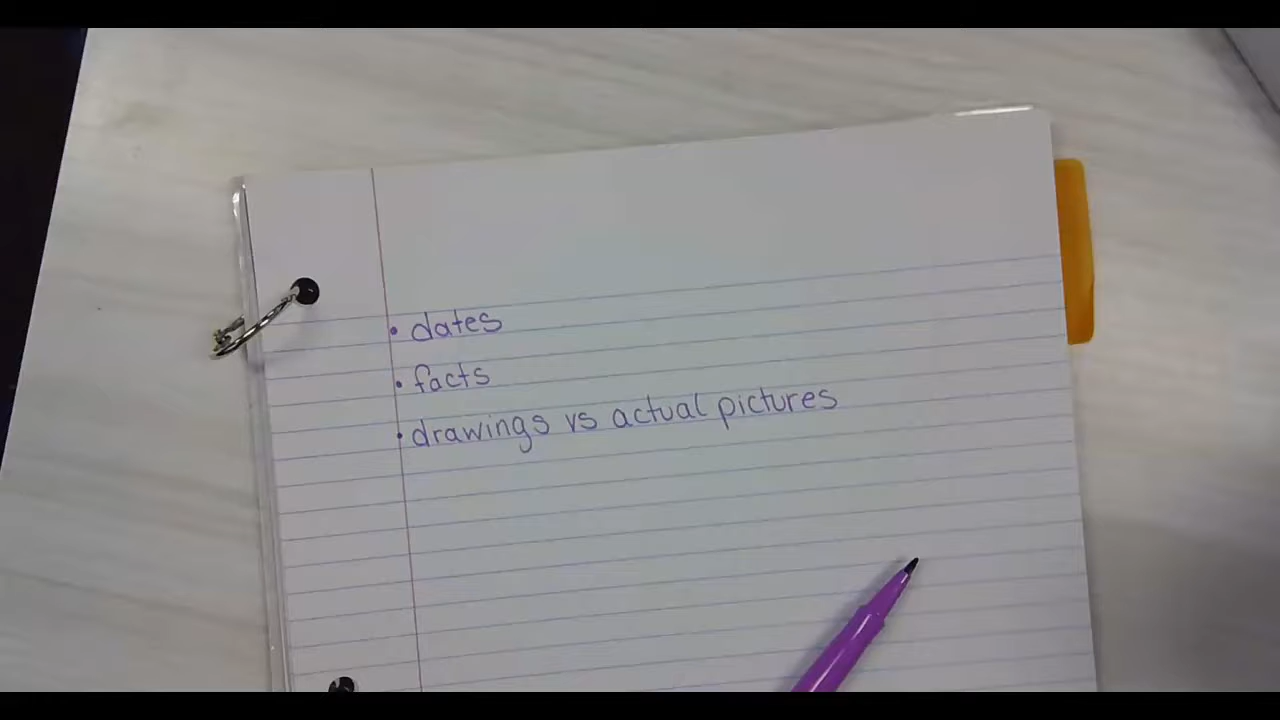 • dates
• facts
• drawings vs actual pictures